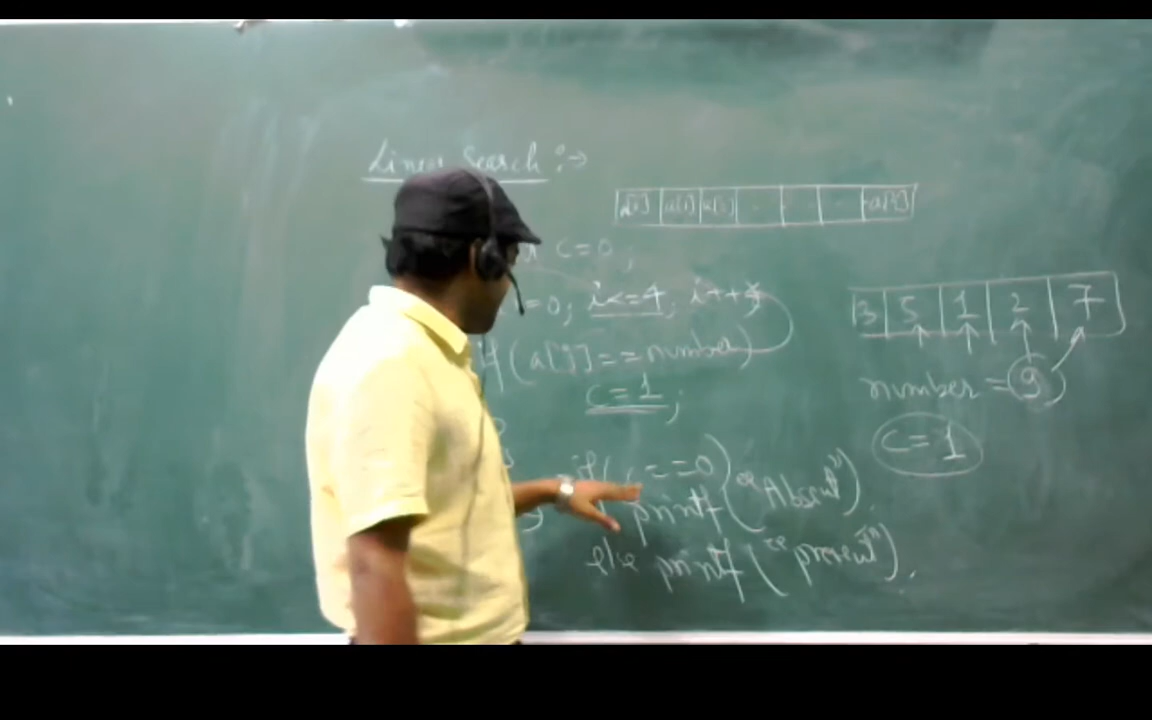 Linear Search :→
a[0] a[1] a[2]
c=0;
=0; i<=4; i++
3 5 1 2 7
if(a[i]==number)
number = 9
c=1;
c=1
if(c==0)
printf("Absent").
else printf("present").